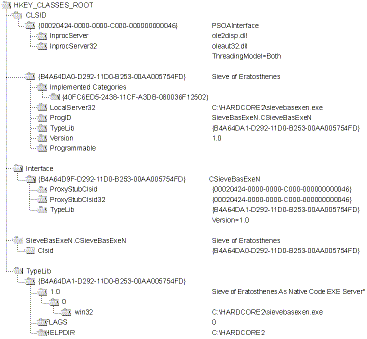 HKEY_CLASSES_ROOT
CLSID
{00020424-0000-0000-C000-000000000046} PSOAInterface
InprocServer ole2disp.dll
InprocServer32 oleaut32.dll
ThreadingModel=Both
{B4A64DA0-D292-11D0-B253-00AA005754FD} Sieve of Eratosthenes
Implemented Categories
{40FC6ED5-2438-11CF-A3DB-080036F12502}
LocalServer32 C:\HARDCORE2\sievebasexen.exe
ProgID SieveBasExeN.CSieveBasExeN
TypeLib {B4A64DA1-D292-11D0-B253-00AA005754FD}
Version 1.0
Programmable
Interface
{B4A64D9F-D292-11D0-B253-00AA005754FD} CSieveBasExeN
ProxyStubClsid {00020424-0000-0000-C000-000000000046}
ProxyStubClsid32 {00020424-0000-0000-C000-000000000046}
TypeLib {B4A64DA1-D292-11D0-B253-00AA005754FD}
Version=1.0
SieveBasExeN.CSieveBasExeN Sieve of Eratosthenes
Clsid {B4A64DA0-D292-11D0-B253-00AA005754FD}
TypeLib
{B4A64DA1-D292-11D0-B253-00AA005754FD}
1.0 Sieve of Eratosthenes As Native Code EXE Server"
0
win32 C:\HARDCORE2\sievebasexen.exe
FLAGS 0
HELPDIR C:\HARDCORE2